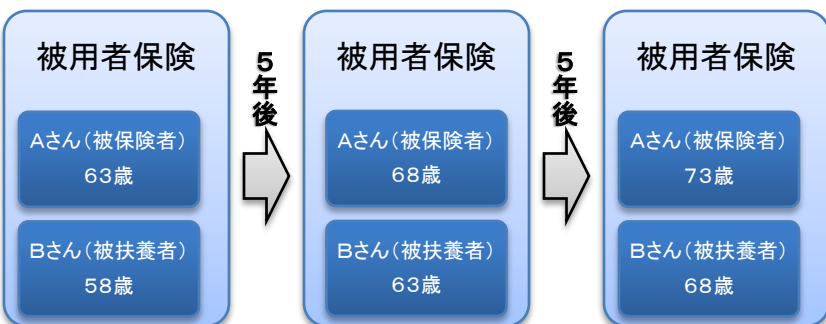 被用者保険
Aさん（被保険者）
63歳
Bさん（被扶養者）
58歳
５年後
被用者保険
Aさん（被保険者）
68歳
Bさん（被扶養者）
63歳
５年後
被用者保険
Aさん（被保険者）
73歳
Bさん（被扶養者）
68歳